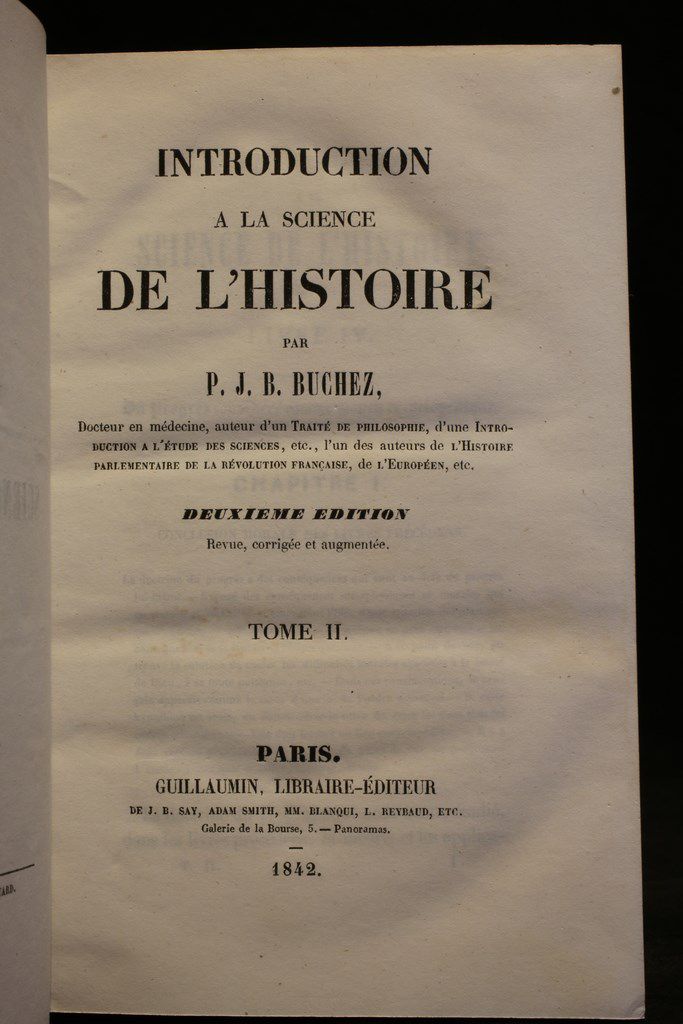 INTRODUCTION
A LA SCIENCE
DE L'HISTOIRE
PAR
P. J. B. BUCHEZ,
Docteur en médecine, auteur d'un TRAITÉ DE PHILOSOPHIE, d'une INTRO-
DUCTION A L'ÉTUDE DES SCIENCES, etc., l'un des auteurs de L'HISTOIRE
PARLEMENTAIRE DE LA RÉVOLUTION FRANÇAISE, de L'EUROPÉEN, etc.
DEUXIEME EDITION
Revue, corrigée et augmentée.
TOME II.
PARIS.
GUILLAUMIN, LIBRAIRE-ÉDITEUR
DE J. B. SAY, ADAM SMITH, MM. BLANQUI, L. REYBAUD, ETC.
Galerie de la Bourse, 5. — Panoramas.
1842.